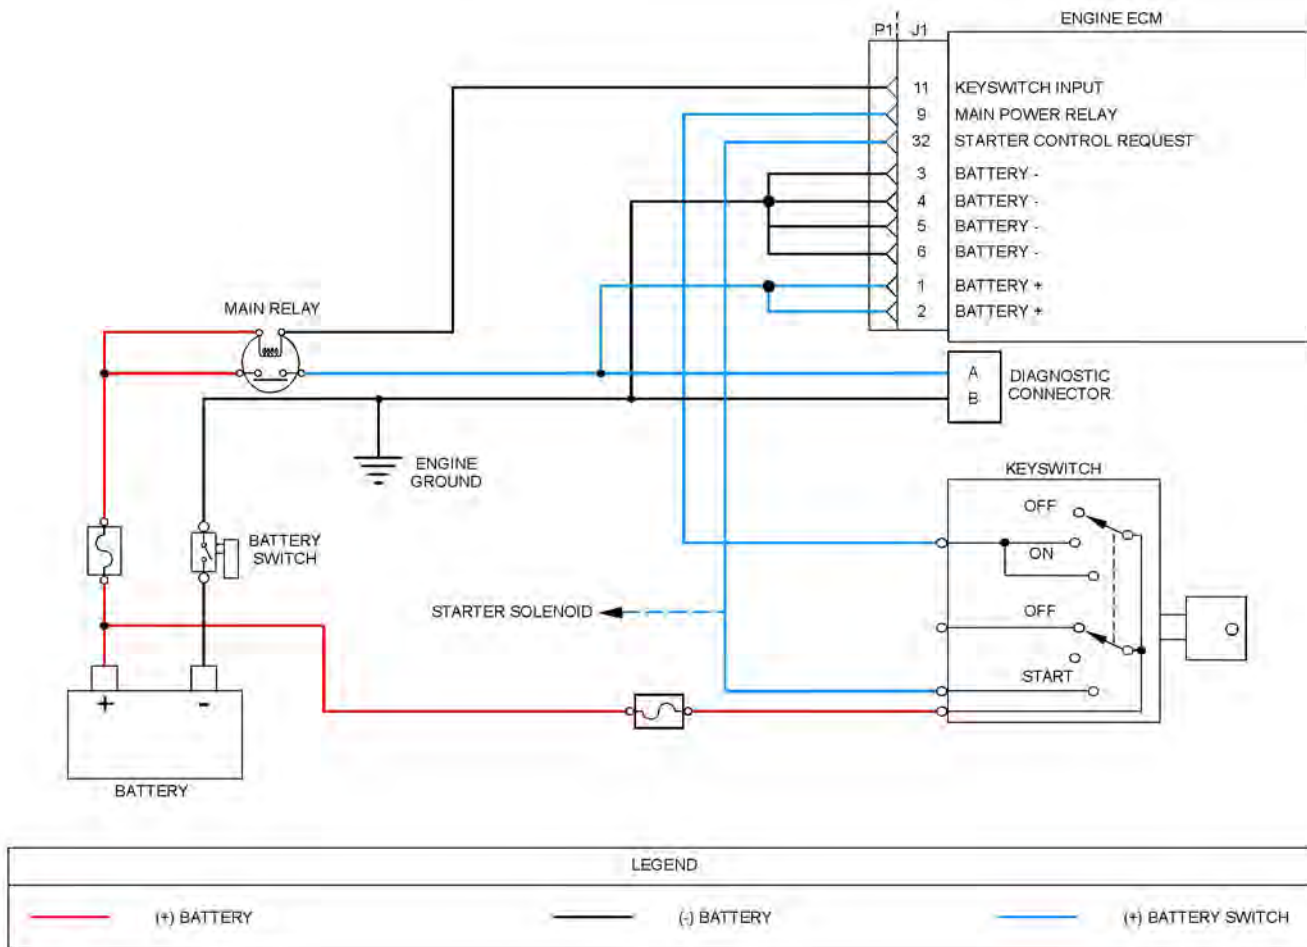 ENGINE ECM
P1 J1
11 KEYSWITCH INPUT
9 MAIN POWER RELAY
32 STARTER CONTROL REQUEST
3 BATTERY -
4 BATTERY -
5 BATTERY -
6 BATTERY -
1 BATTERY +
2 BATTERY +
MAIN RELAY
A
B
DIAGNOSTIC
CONNECTOR
ENGINE
GROUND
KEYSWITCH
OFF
ON
BATTERY
SWITCH
STARTER SOLENOID
OFF
START
+ -
BATTERY
LEGEND
(+) BATTERY
(-) BATTERY
(+) BATTERY SWITCH